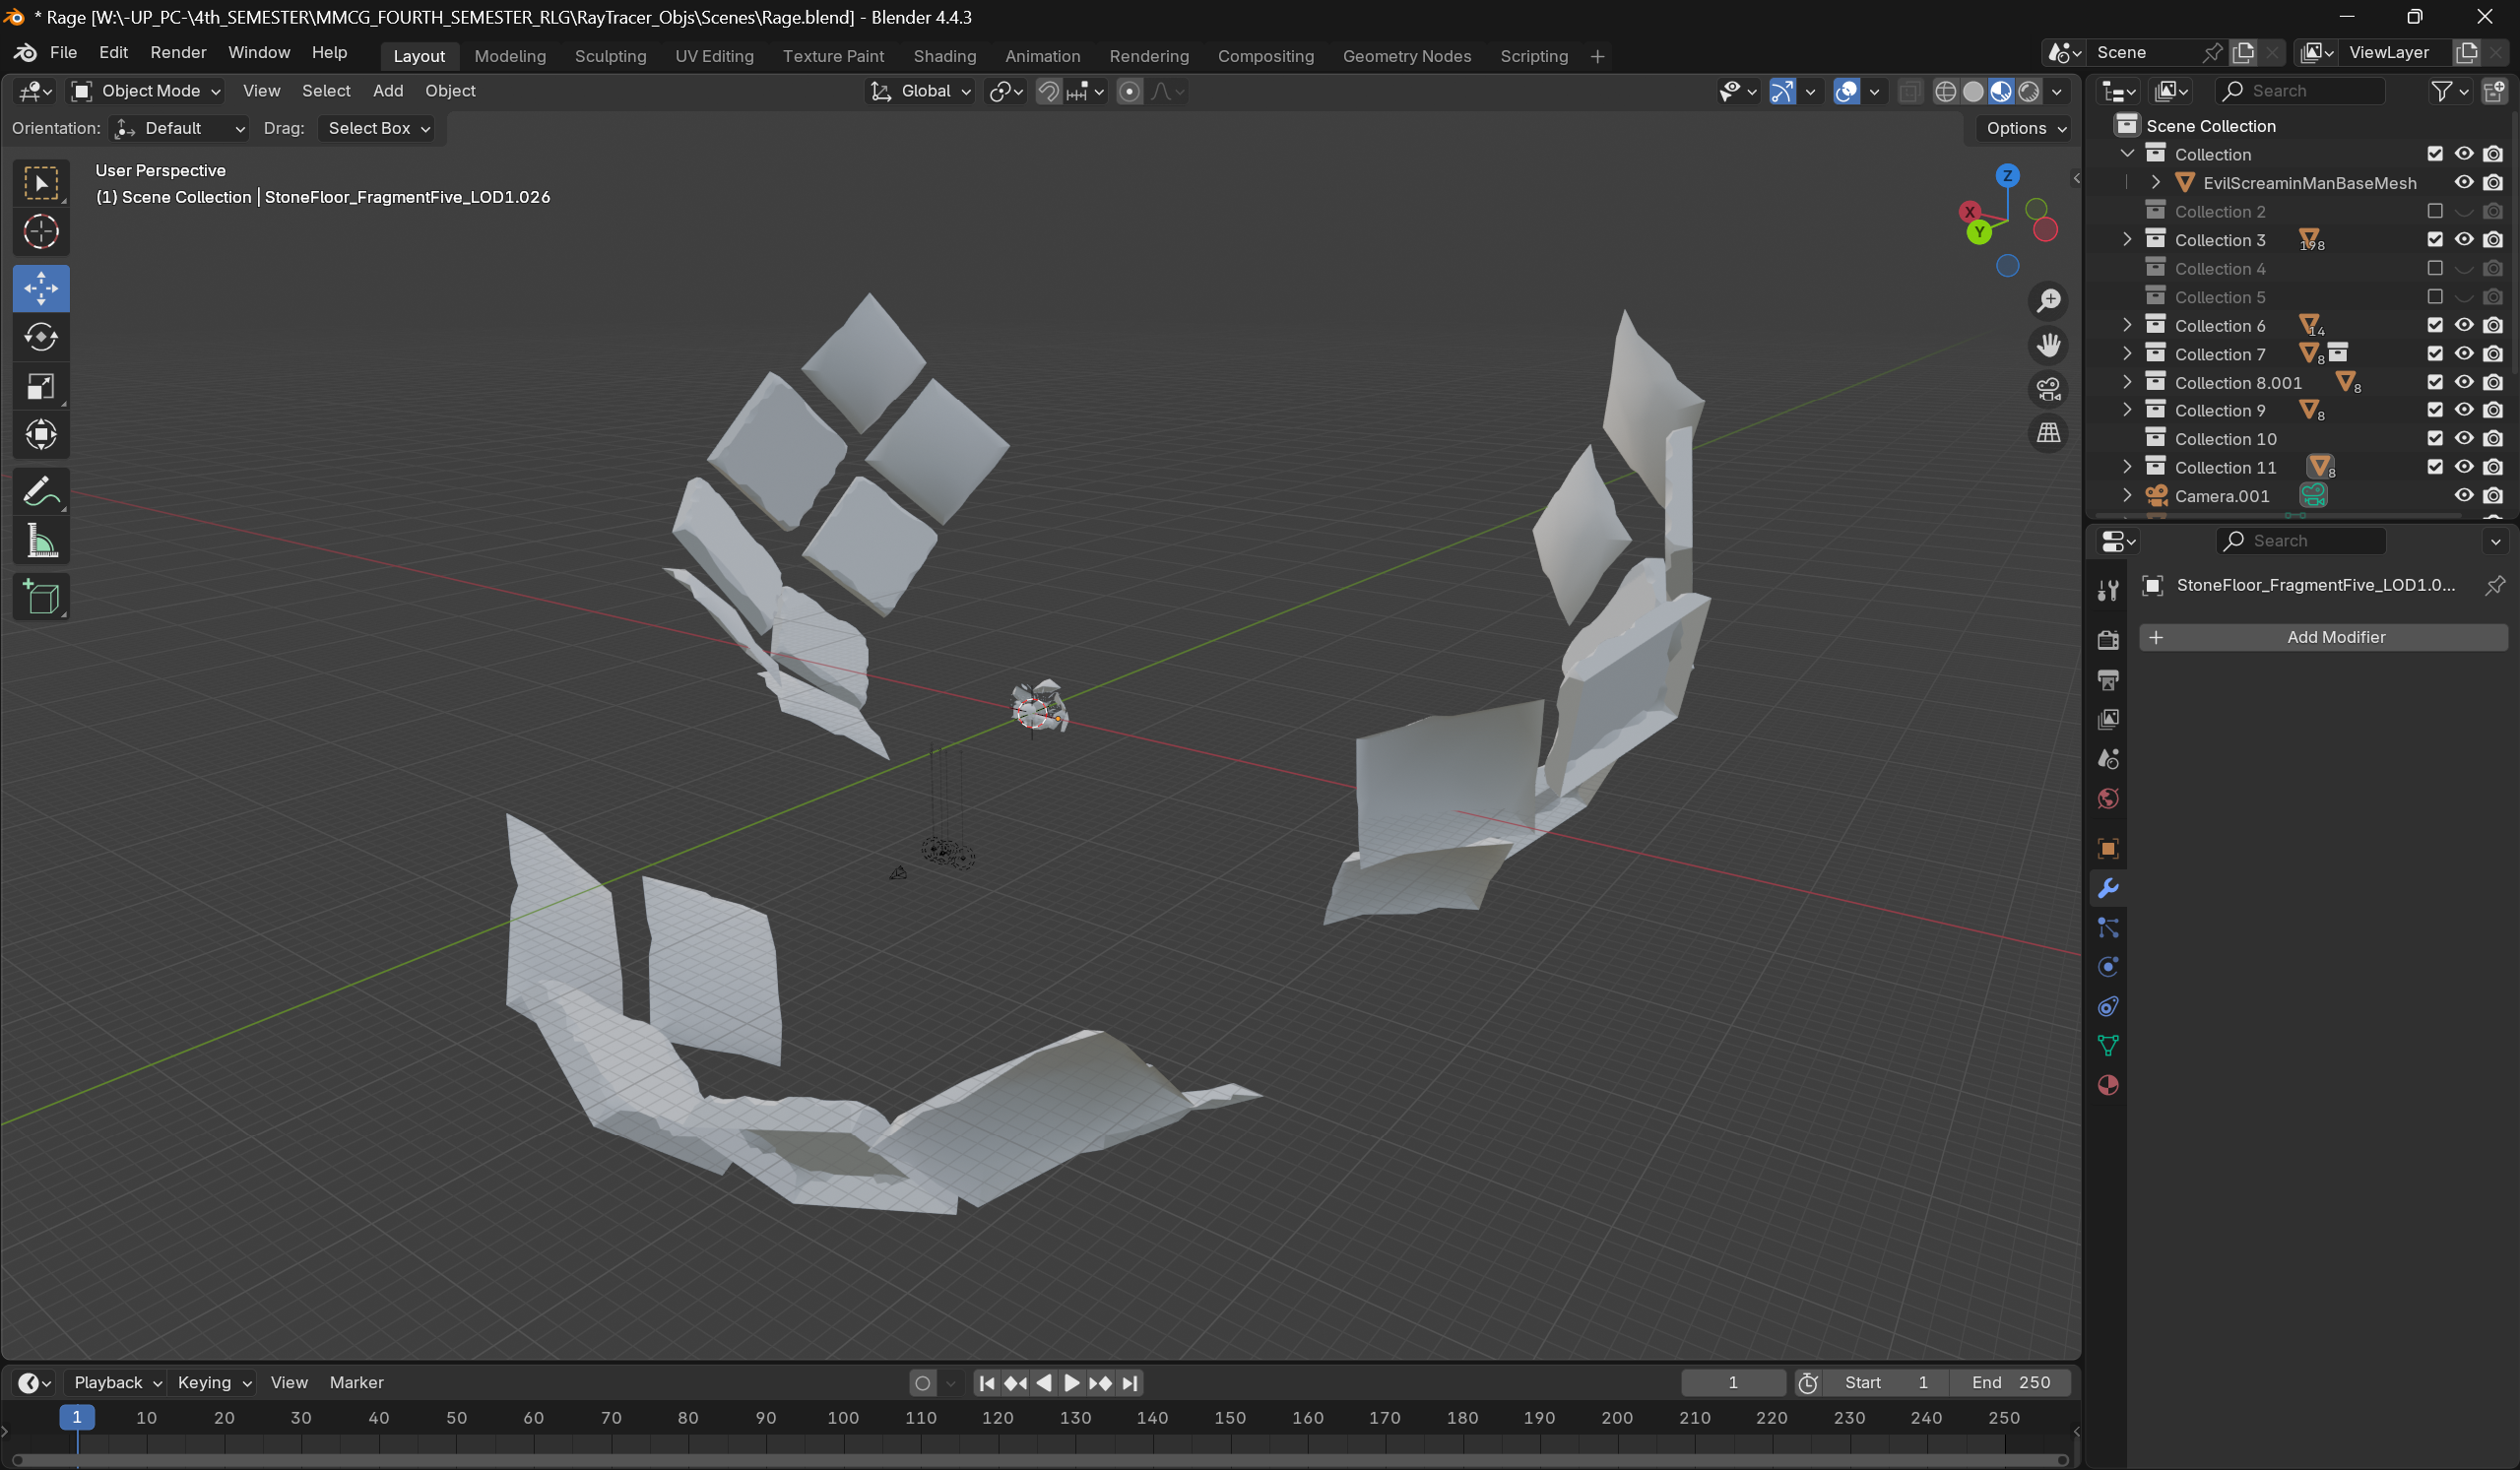 * Rage [W:\-UP_PC-\4th_SEMESTER\MMCG_FOURTH_SEMESTER_RLG\RayTracer_Objs\Scenes\Rage.blend] - Blender 4.4.3
File Edit Render Window Help Layout Modeling Sculpting UV Editing Texture Paint Shading Animation Rendering Compositing Geometry Nodes Scripting + Scene ViewLayer
Object Mode View Select Add Object Global Search
Orientation: Default Drag: Select Box Options
User Perspective
(1) Scene Collection | StoneFloor_FragmentFive_LOD1.026
Z
X
Y
Scene Collection
Collection
EvilScreaminManBaseMesh
Collection 2
Collection 3 198
Collection 4
Collection 5
Collection 6 14
Collection 7 8
Collection 8.001 8
Collection 9 8
Collection 10
Collection 11 8
Camera.001
Search
StoneFloor_FragmentFive_LOD1.0...
+ Add Modifier
Playback Keying View Marker 1 Start 1 End 250
1 10 20 30 40 50 60 70 80 90 100 110 120 130 140 150 160 170 180 190 200 210 220 230 240 250